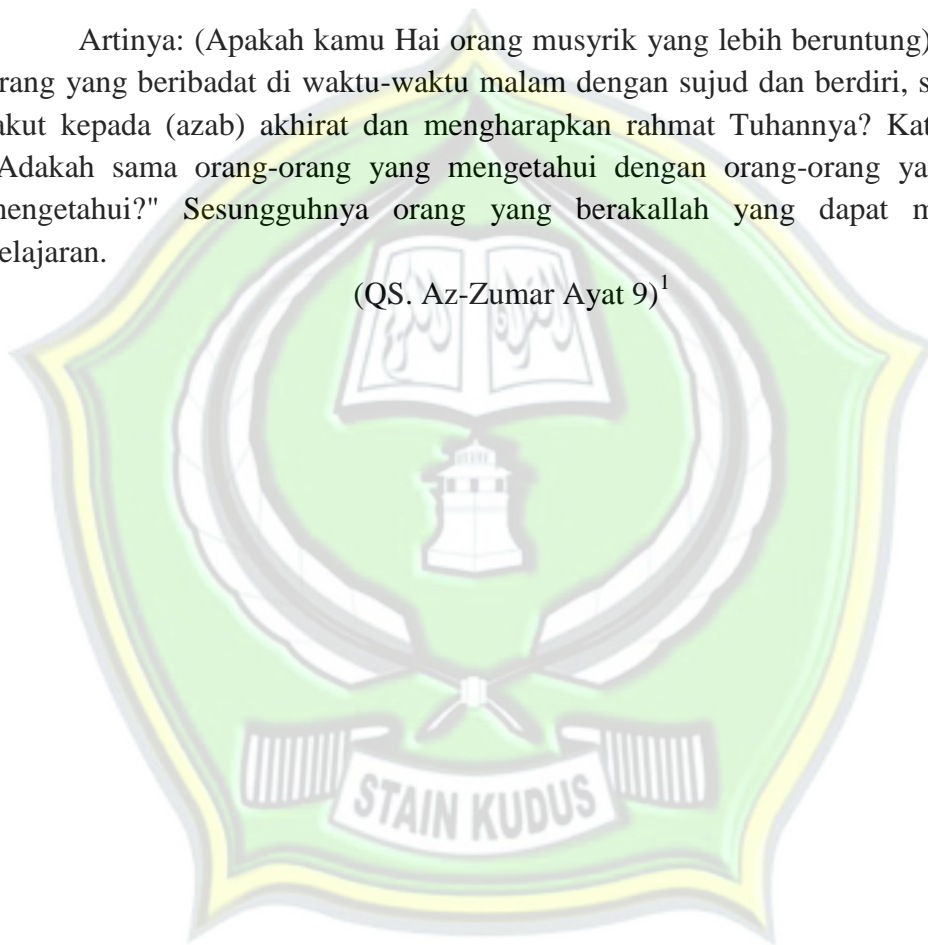 Artinya: (Apakah kamu Hai orang musyrik yang lebih beruntung)
rang yang beribadat di waktu-waktu malam dengan sujud dan berdiri, s
akut kepada (azab) akhirat dan mengharapkan rahmat Tuhannya? Kat
Adakah sama orang-orang yang mengetahui dengan orang-orang ya
mengetahui?" Sesungguhnya orang yang berakallah yang dapat m
elajaran.
(QS. Az-Zumar Ayat 9)1
STAIN KUDUS